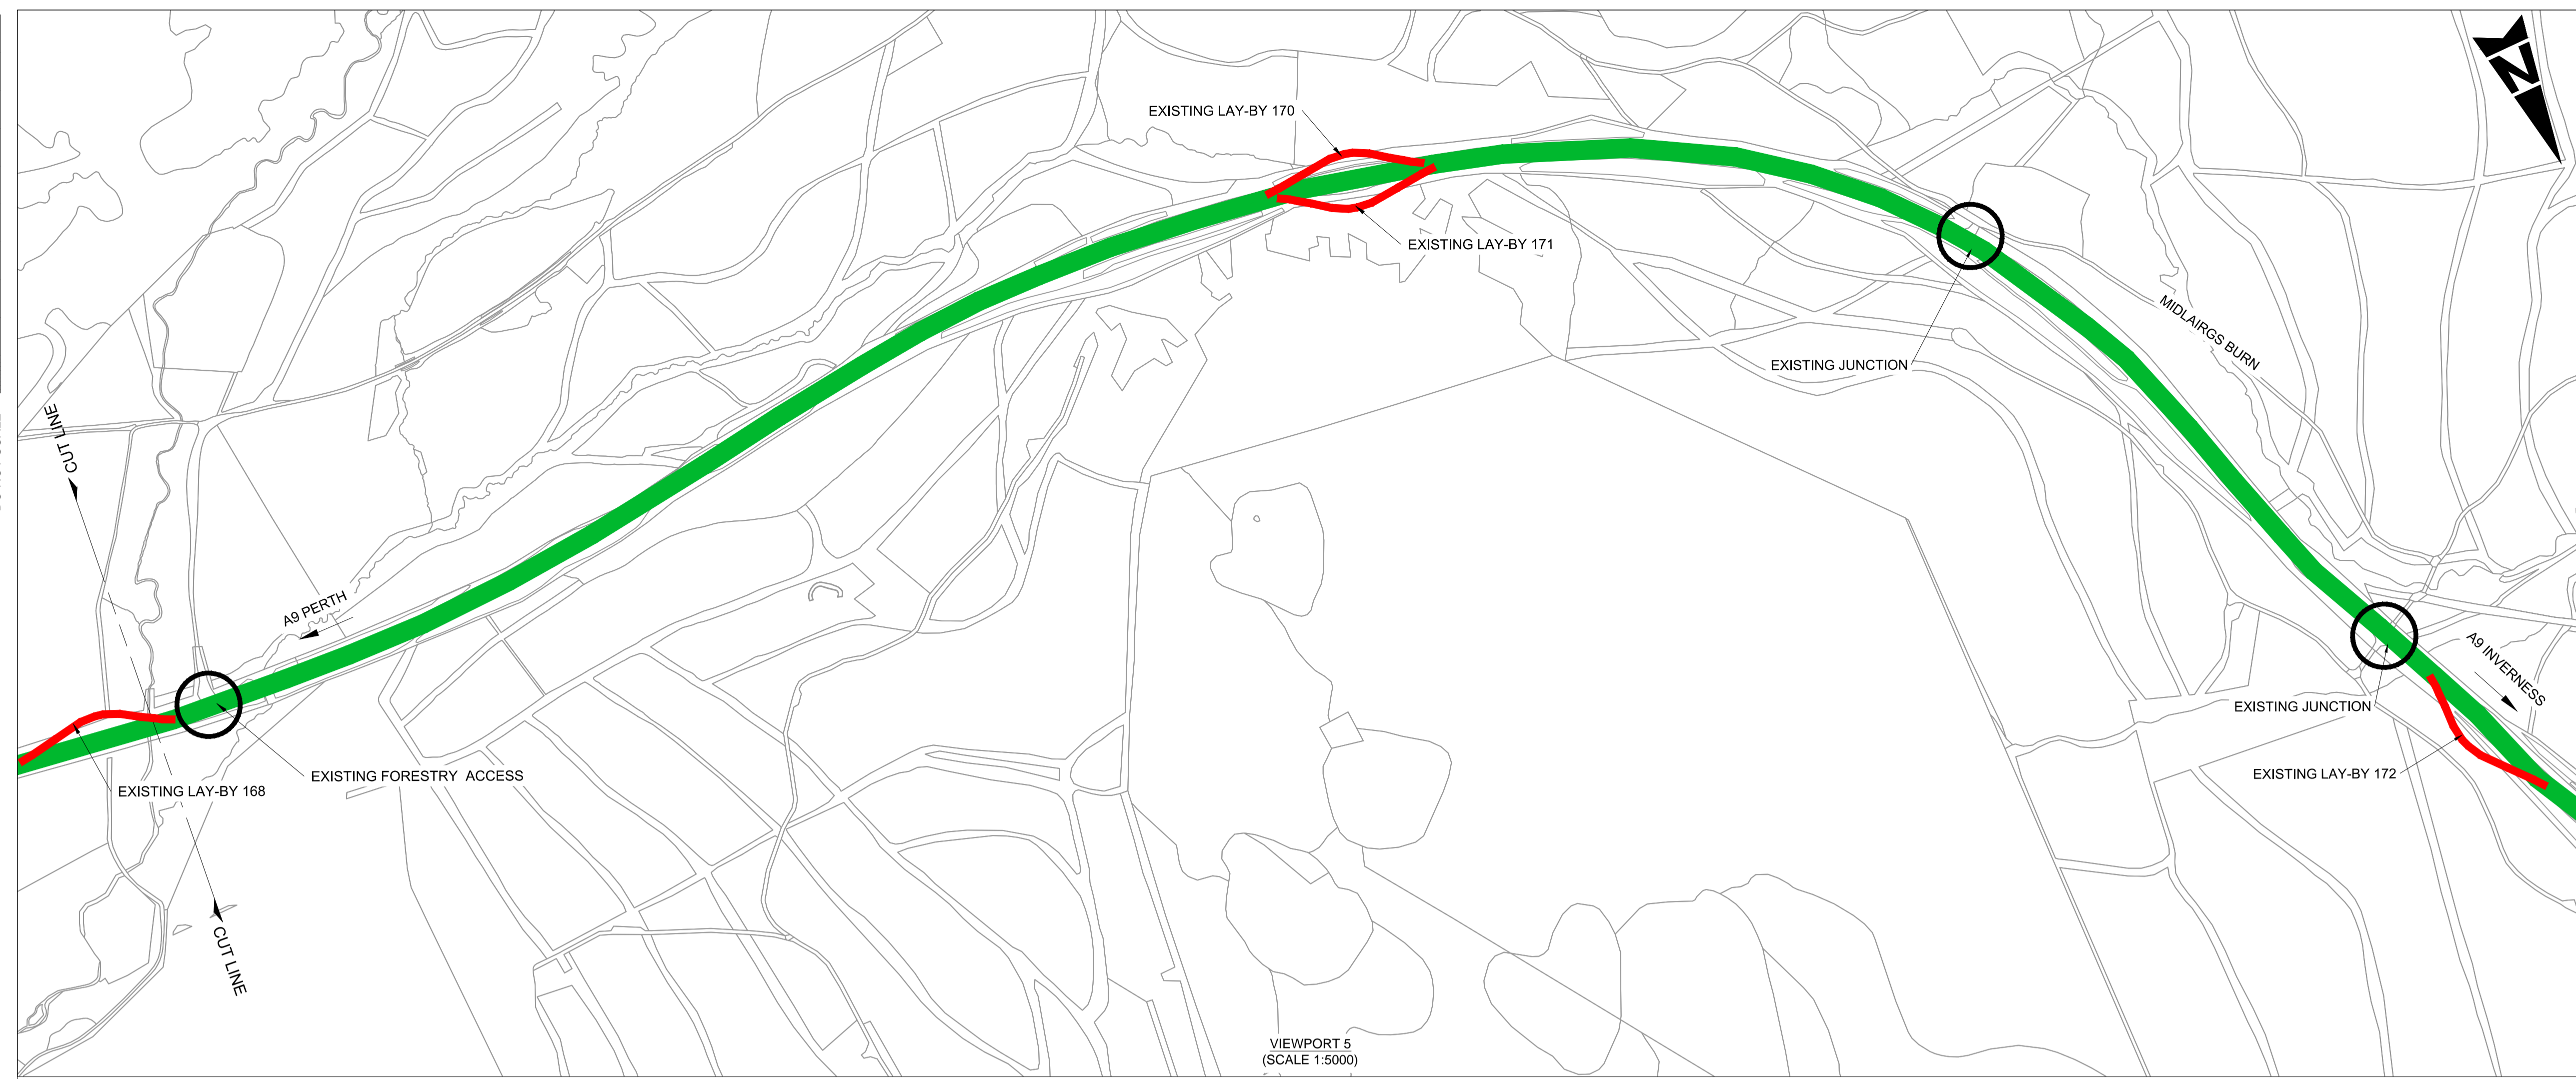 N
EXISTING LAY-BY 170
EXISTING LAY-BY 171
EXISTING JUNCTION
MIDLAIRGS BURN
CUT LINE
A9 PERTH
EXISTING FORESTRY ACCESS
EXISTING LAY-BY 168
CUT LINE
A9 INVERNESS
EXISTING JUNCTION
EXISTING LAY-BY 172
VIEWPORT 5
(SCALE 1:5000)